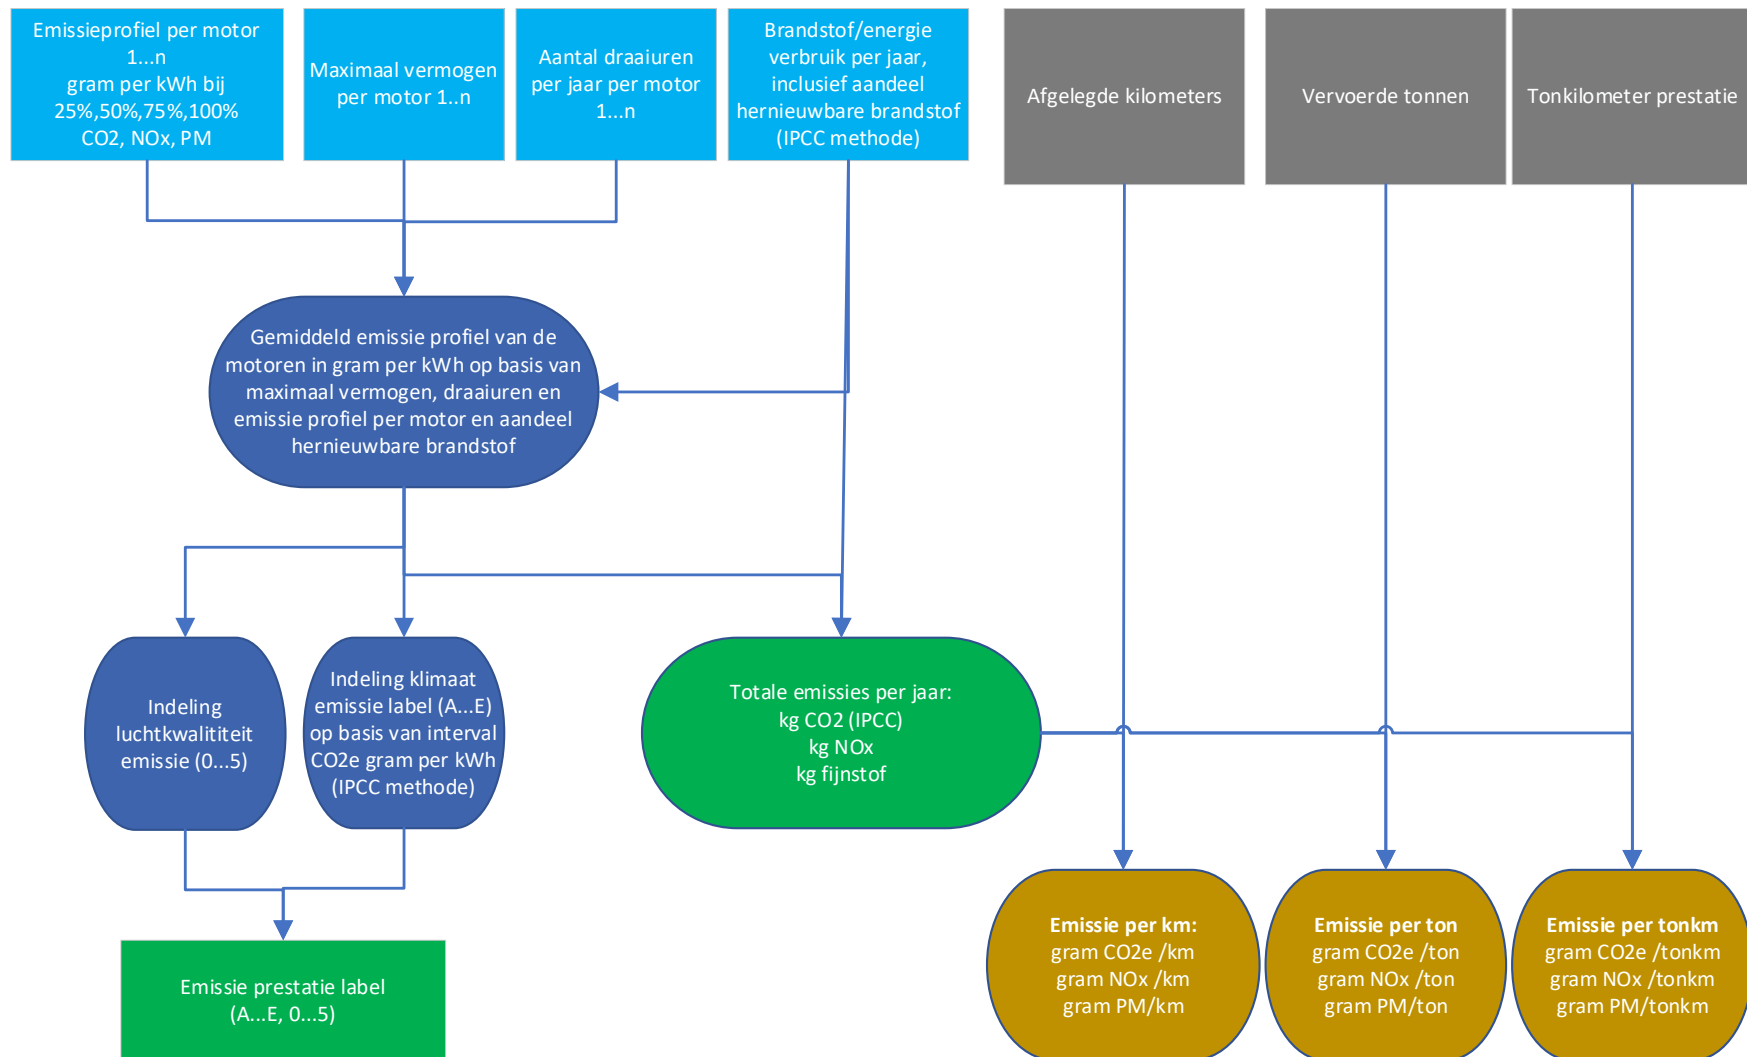 Emissieprofiel per motor
1...n
gram per kWh bij
25%,50%,75%,100%
CO2, NOx, PM
Maximaal vermogen
per motor 1..n
Aantal draaiuren
per jaar per motor
1...n
Brandstof/energie
verbruik per jaar,
inclusief aandeel
hernieuwbare brandstof
(IPCC methode)
Afgelegde kilometers
Vervoerde tonnen
Tonkilometer prestatie
Gemiddeld emissie profiel van de
motoren in gram per kWh op basis van
maximaal vermogen, draaiuren en
emissie profiel per motor en aandeel
hernieuwbare brandstof
Indeling
luchtkwalititeit
emissie (0...5)
Indeling klimaat
emissie label (A...E)
op basis van interval
CO2e gram per kWh
(IPCC methode)
Totale emissies per jaar:
kg CO2 (IPCC)
kg NOx
kg fijnstof
Emissie prestatie label
(A...E, 0...5)
Emissie per km:
gram CO2e /km
gram NOx /km
gram PM/km
Emissie per ton
gram CO2e /ton
gram NOx /ton
gram PM/ton
Emissie per tonkm
gram CO2e /tonkm
gram NOx /tonkm
gram PM/tonkm